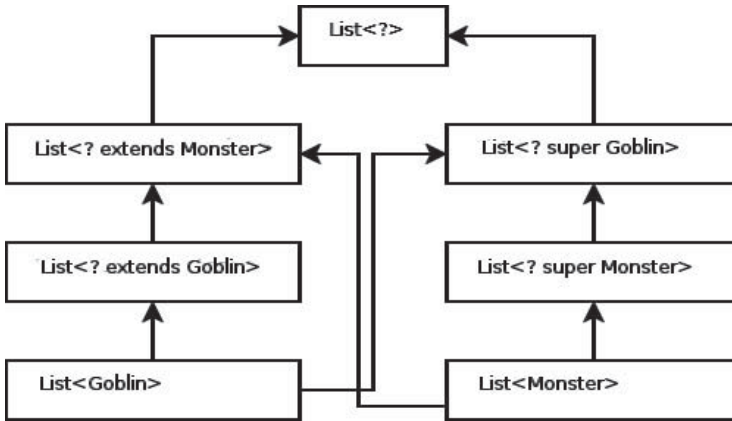 List<?>
List<? extends Monster>
List<? super Goblin>
List<? extends Goblin>
List<? super Monster>
List<Goblin>
List<Monster>